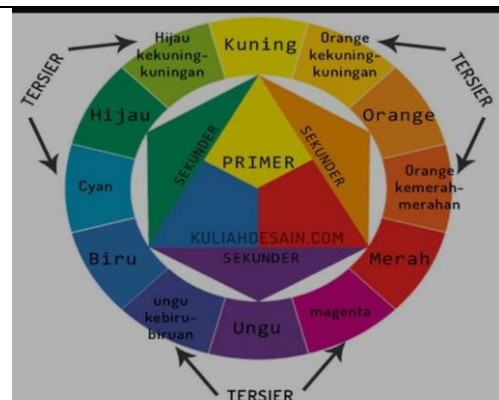 TERSIER
Hijau
kekuning-
kuningan
Kuning
Orange
kekuning-
kuningan
TERSIER
Hijau
SEKUNDER
PRIMER
SEKUNDER
Orange
Cyan
Orange
kemerah-
merahan
KULIAHDESAIN.COM
Biru
SEKUNDER
Merah
ungu
kebiru-
biruan
Ungu
magenta
TERSIER